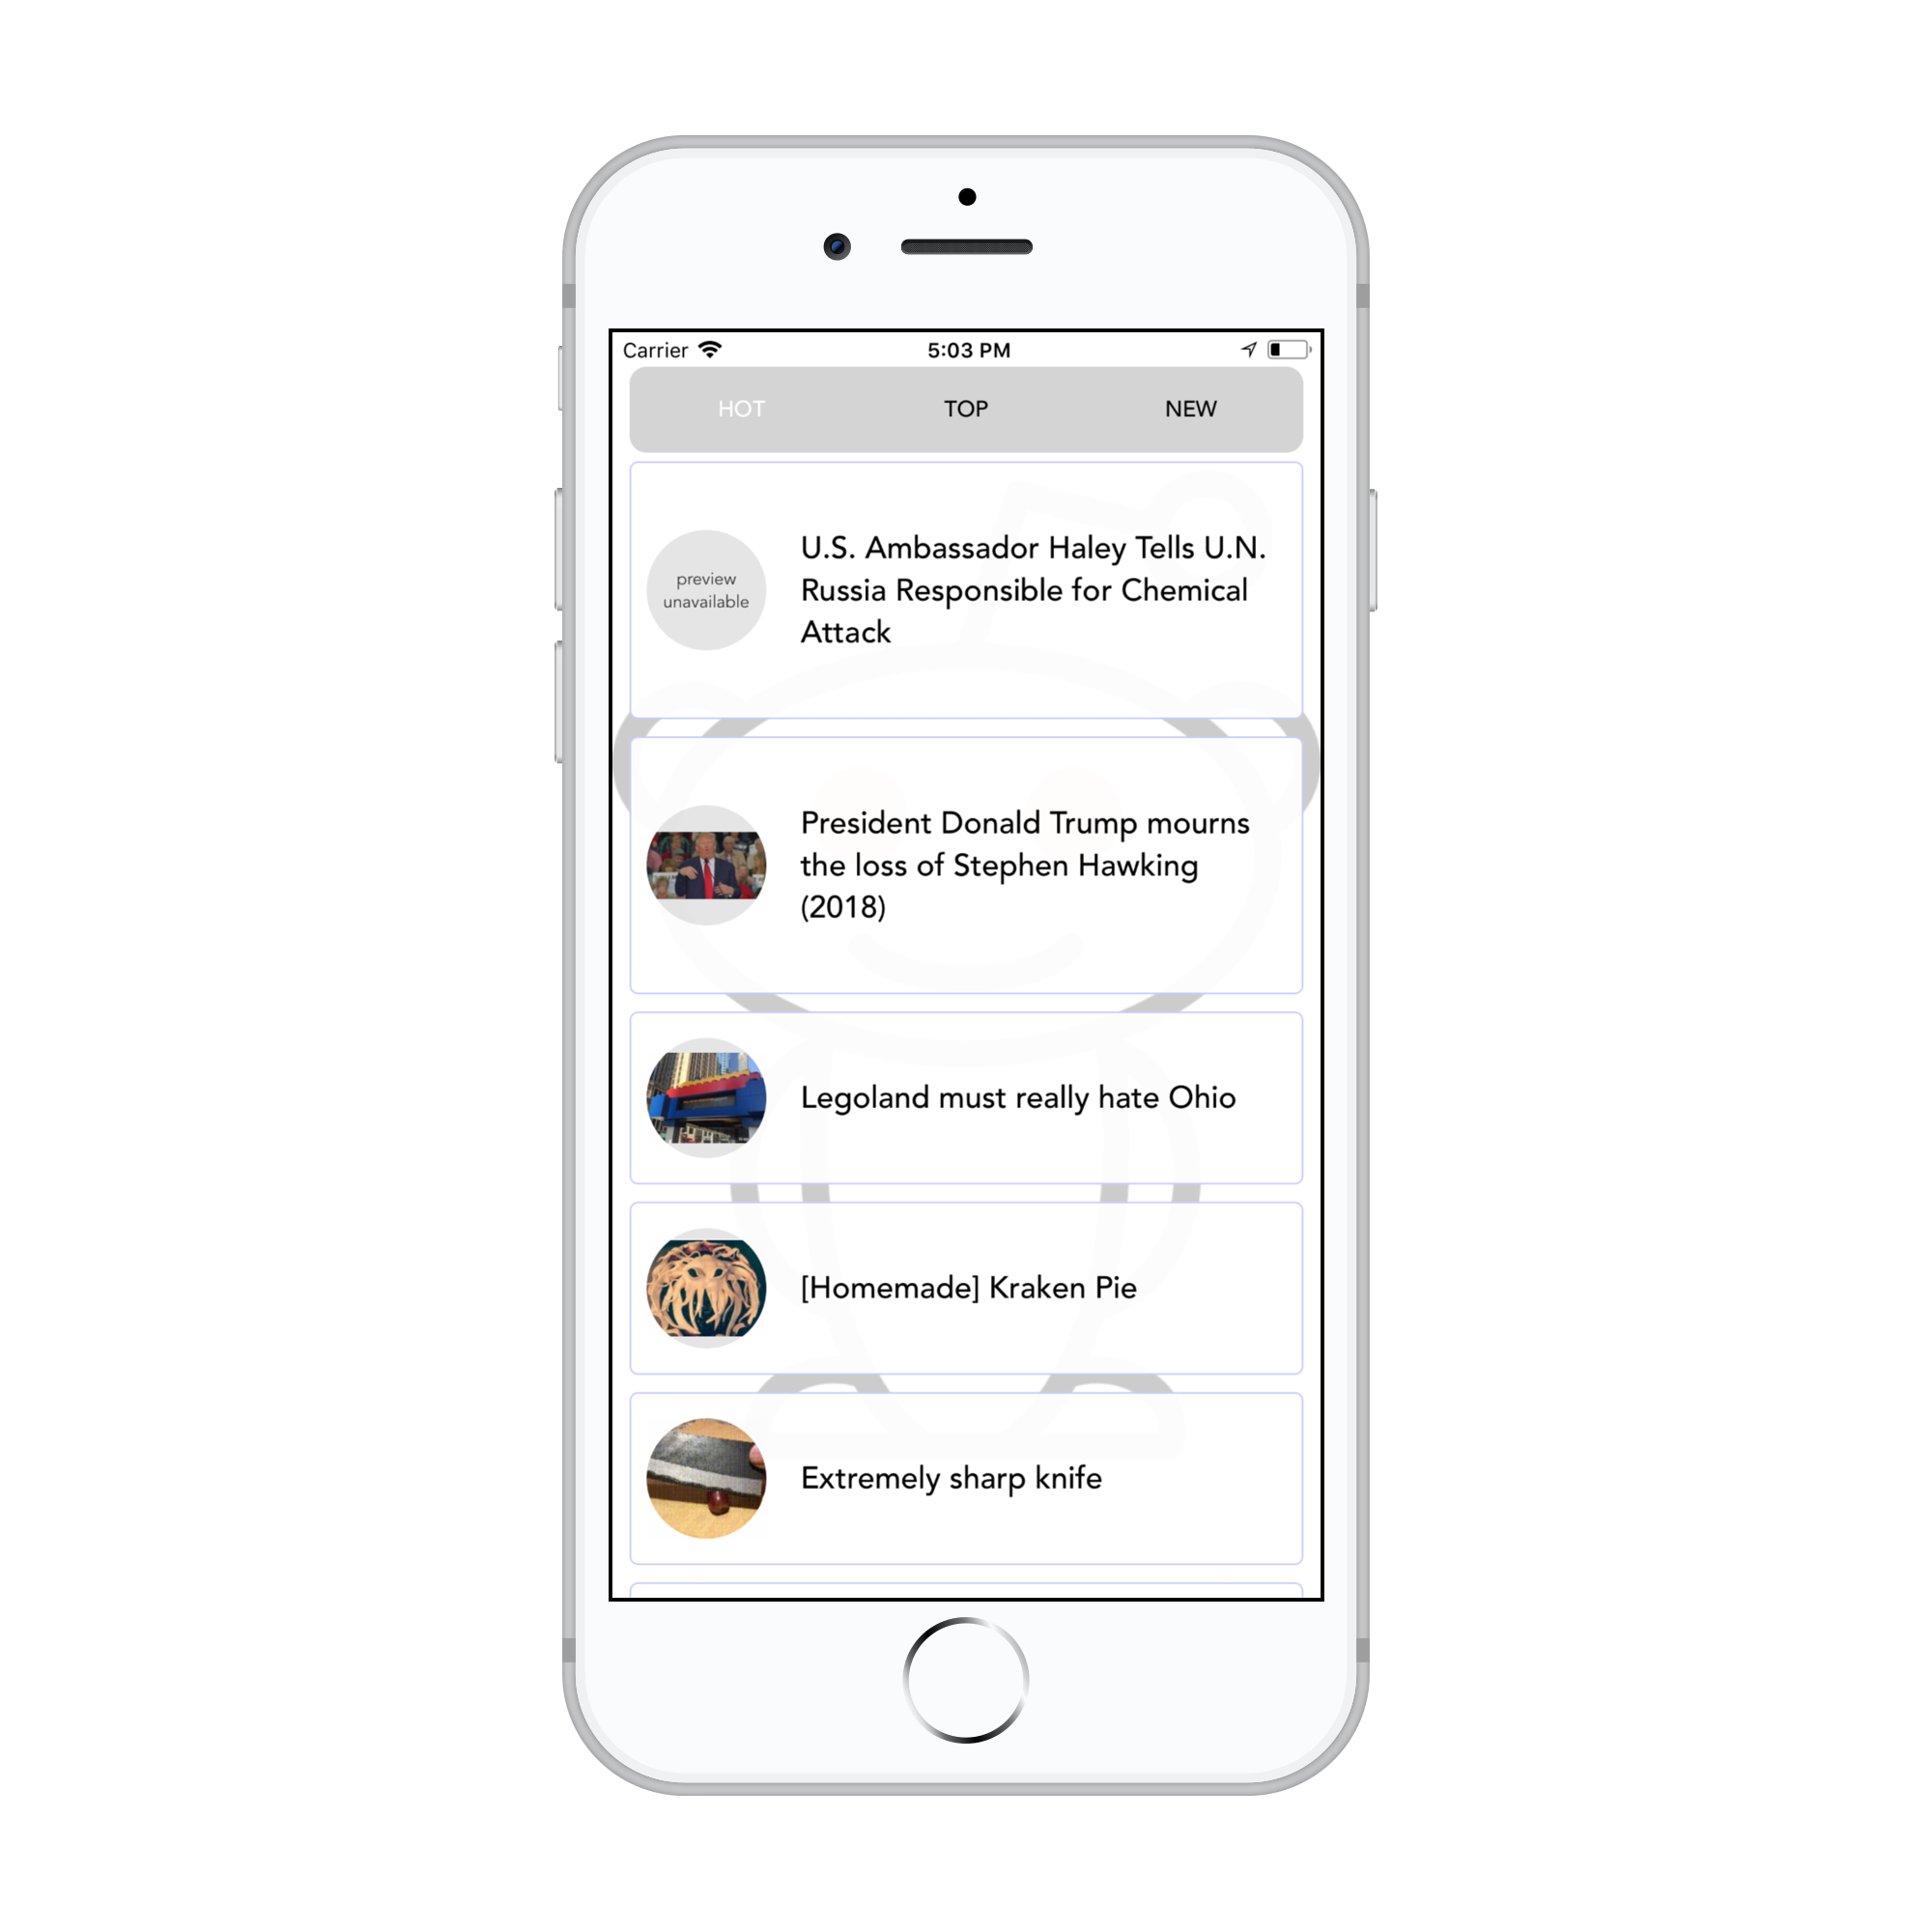 Carrier 5:03 PM
HOT TOP NEW
preview
unavailable
U.S. Ambassador Haley Tells U.N.
Russia Responsible for Chemical
Attack
President Donald Trump mourns
the loss of Stephen Hawking
(2018)
Legoland must really hate Ohio
[Homemade] Kraken Pie
Extremely sharp knife